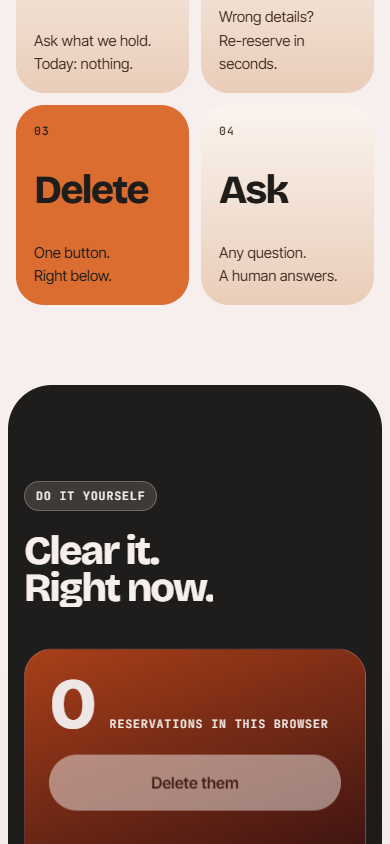 Ask what we hold.
Today: nothing.
Wrong details?
Re-reserve in
seconds.
03
Delete
One button.
Right below.
04
Ask
Any question.
A human answers.
DO IT YOURSELF
Clear it.
Right now.
0 RESERVATIONS IN THIS BROWSER
Delete them